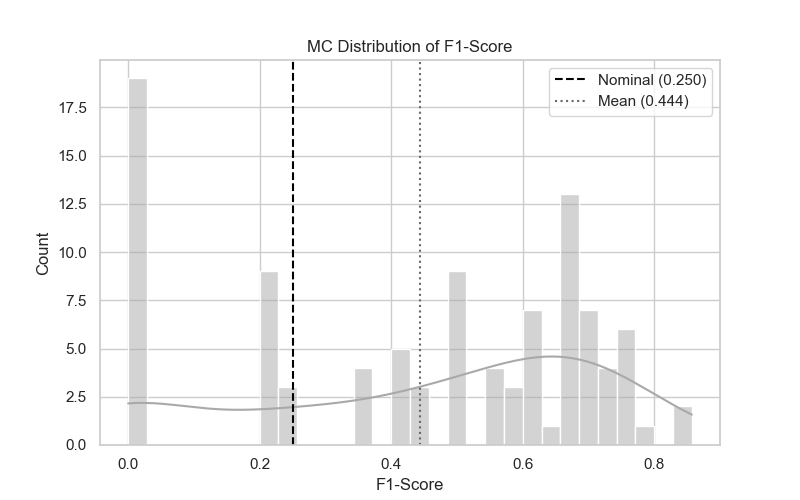 MC Distribution of F1-Score
Nominal (0.250)
Mean (0.444)
Count
17.5
15.0
12.5
10.0
7.5
5.0
2.5
0.0
0.0 0.2 0.4 0.6 0.8
F1-Score